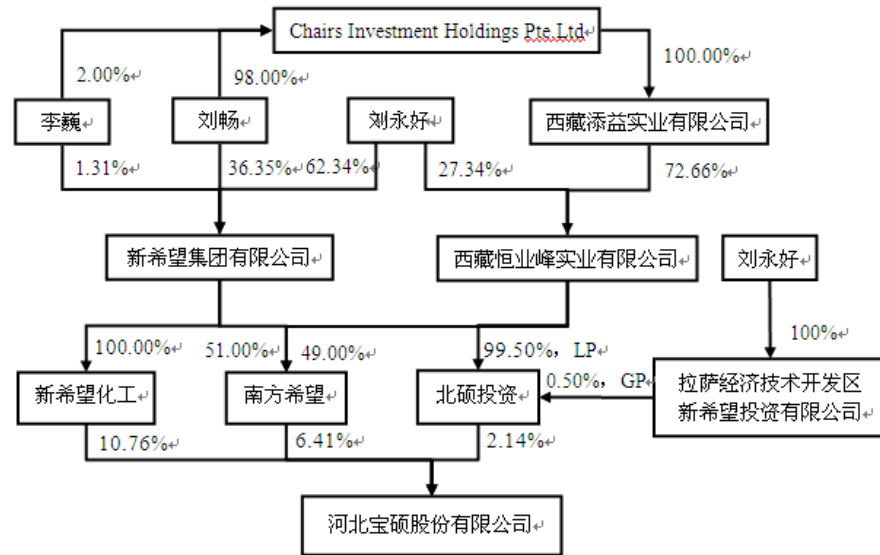 Chairs Investment Holdings Pte.Ltd
2.00%
98.00%
100.00%
李巍
刘畅
刘永好
西藏添益实业有限公司
1.31%
36.35%
62.34%
27.34%
72.66%
新希望集团有限公司
西藏恒业峰实业有限公司
刘永好
100.00%
51.00%
49.00%
99.50%，LP
100%
新希望化工
南方希望
北硕投资
0.50%，GP
拉萨经济技术开发区
新希望投资有限公司
10.76%
6.41%
2.14%
河北宝硕股份有限公司